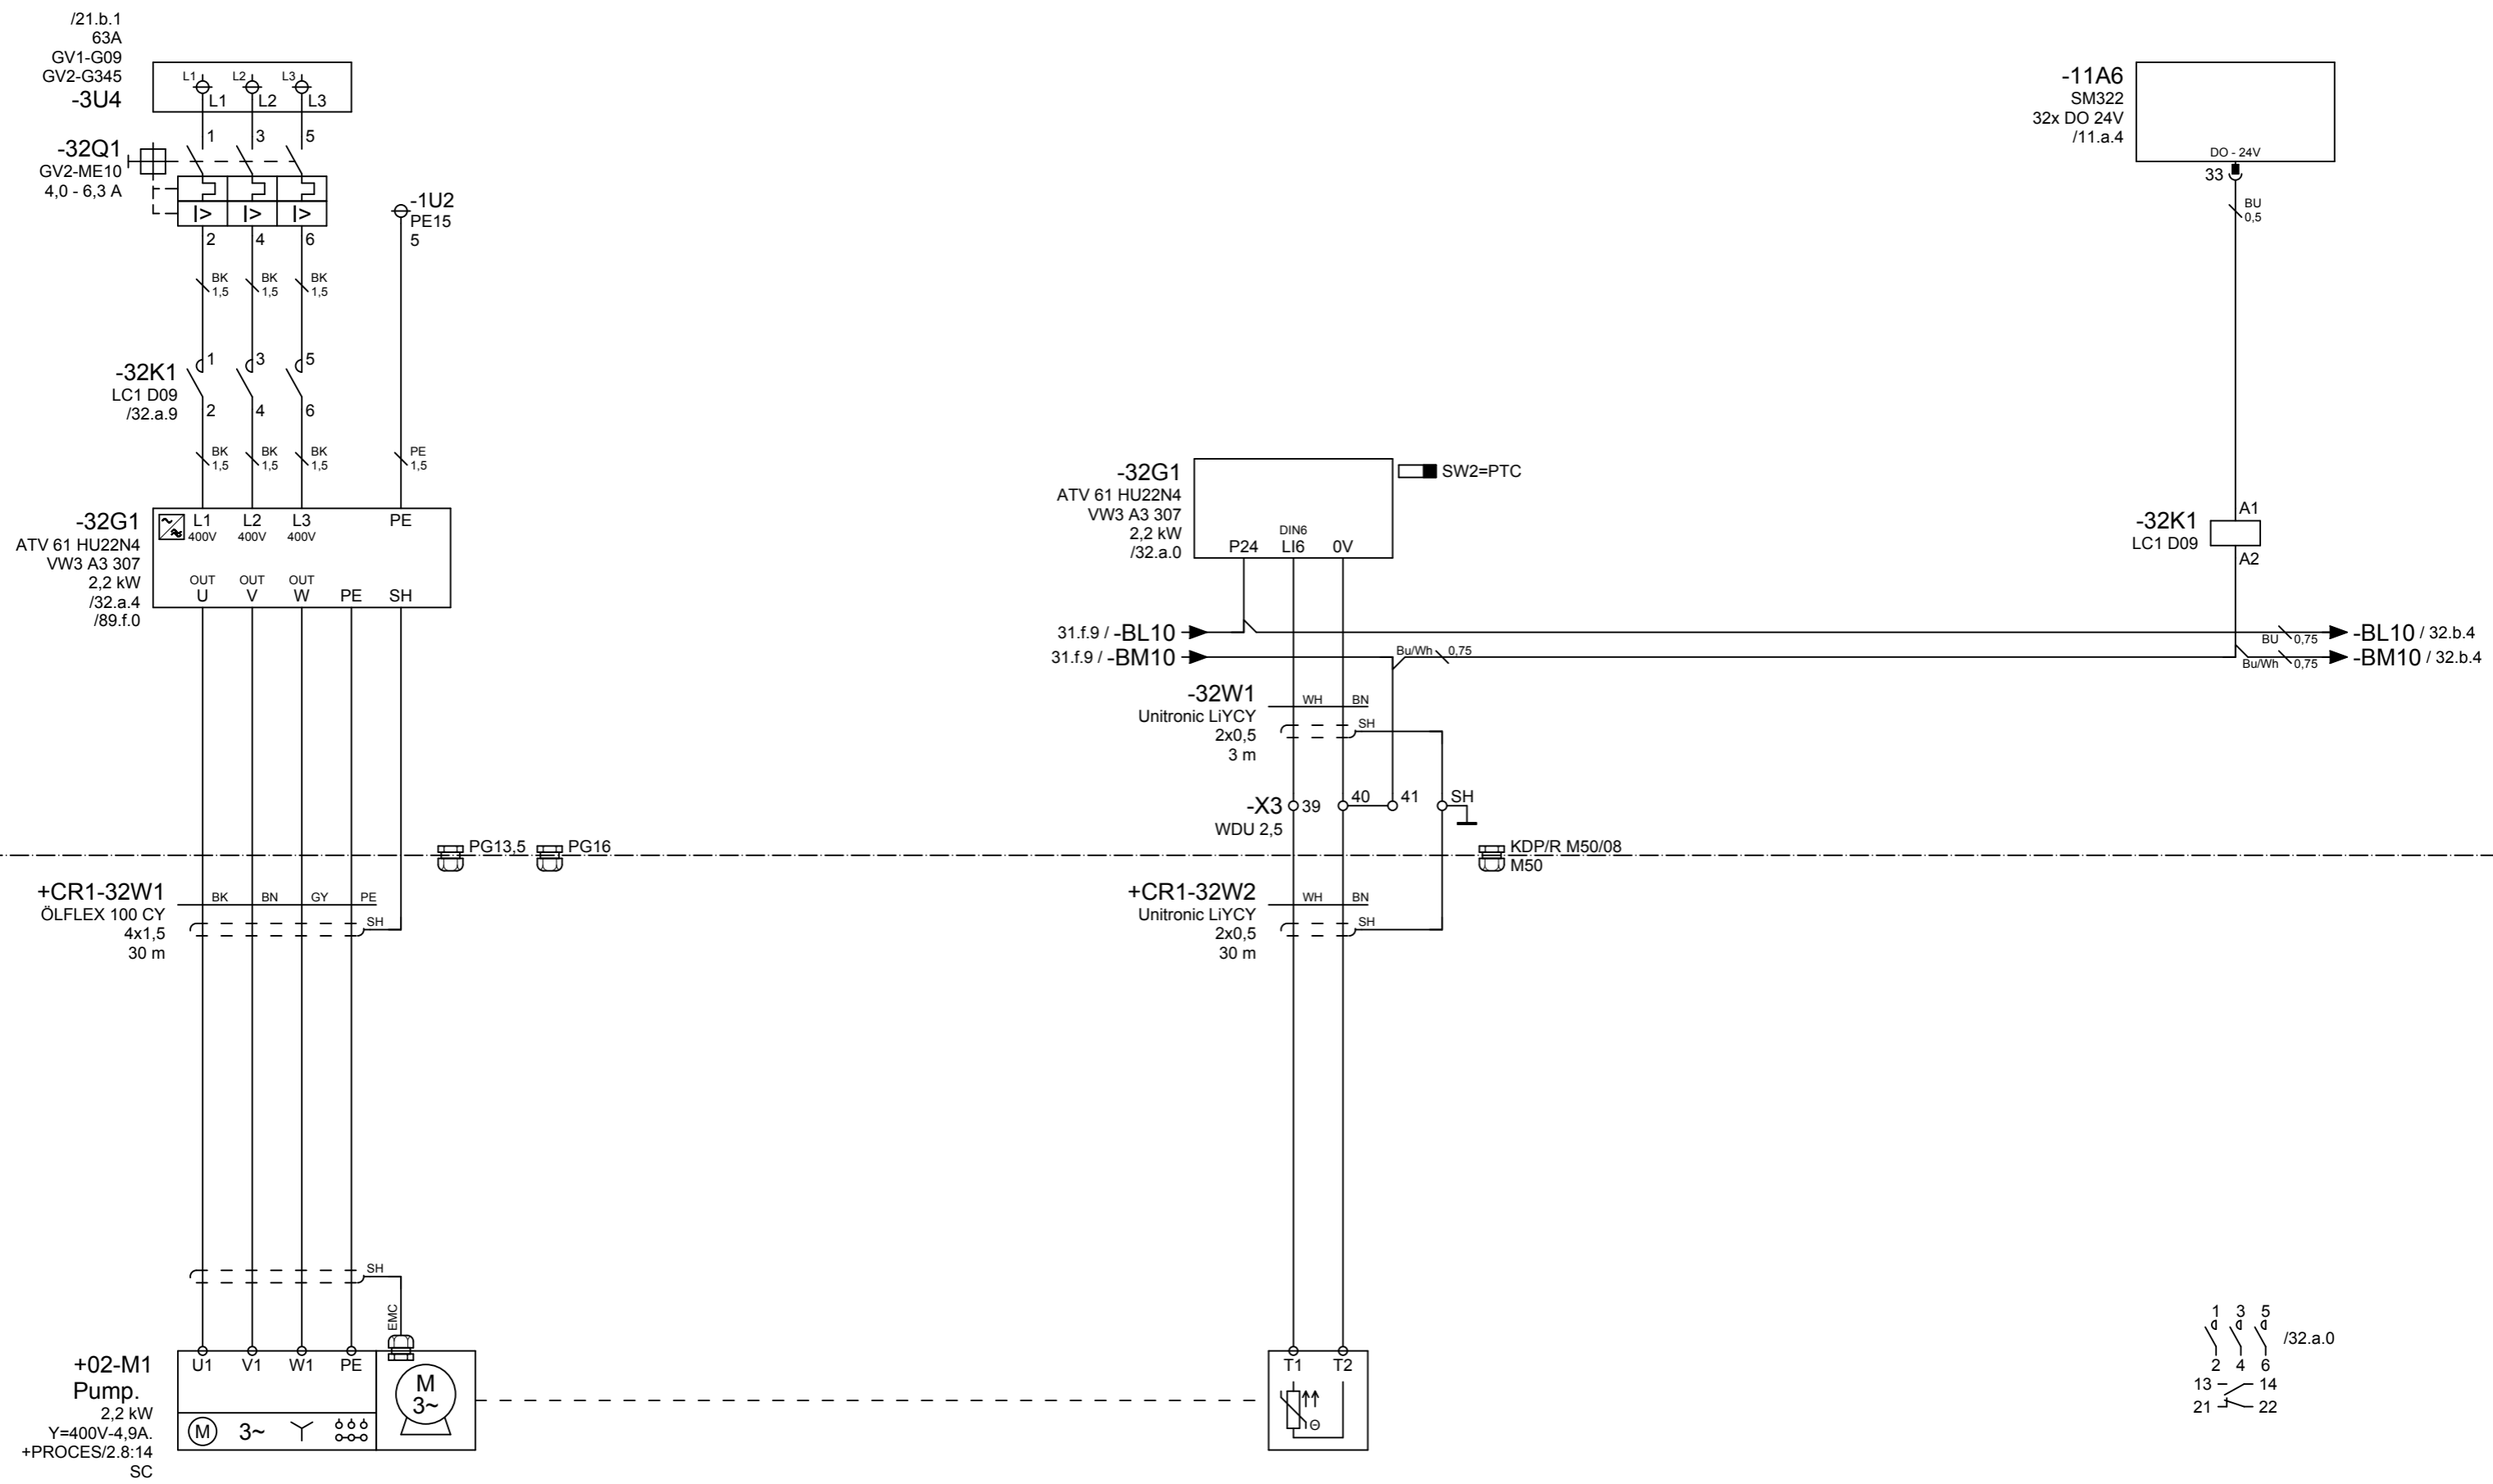 /21.b.1
63A
GV1-G09
GV2-G345
-3U4
L1 L2 L3
L1 L2 L3
1 3 5
-32Q1
GV2-ME10
4,0 - 6,3 A
I> I> I>
2 4 6
-1U2
PE15
5
BK BK BK
1,5 1,5 1,5
-32K1
LC1 D09
/32.a.9
1 3 5
2 4 6
BK BK BK PE
1,5 1,5 1,5 1,5
-32G1
ATV 61 HU22N4
VW3 A3 307
2,2 kW
/32.a.4
/89.f.0
L1 L2 L3 PE
400V 400V 400V
OUT OUT OUT
U V W PE SH
PG13,5 PG16
+CR1-32W1
ÖLFLEX 100 CY
4x1,5
30 m
BK BN GY PE
SH
SH
EMC
+02-M1
Pump.
2,2 kW
Y=400V-4,9A.
+PROCES/2.8:14
SC
U1 V1 W1 PE
M
3~
M 3~
-32G1
ATV 61 HU22N4
VW3 A3 307
2,2 kW
/32.a.0
SW2=PTC
DIN6
P24 LI6 0V
31.f.9 / -BL10
31.f.9 / -BM10
Bu/Wh 0,75
-32W1
Unitronic LiYCY
2x0,5
3 m
WH BN
SH
-X3
WDU 2,5
39 40 41 SH
KDP/R M50/08
M50
+CR1-32W2
Unitronic LiYCY
2x0,5
30 m
WH BN
SH
T1 T2
Θ
-11A6
SM322
32x DO 24V
/11.a.4
DO - 24V
33
BU
0,5
-32K1
LC1 D09
A1
A2
BU 0,75 -BL10 / 32.b.4
Bu/Wh 0,75 -BM10 / 32.b.4
1 3 5
/32.a.0
2 4 6
13 14
21 22